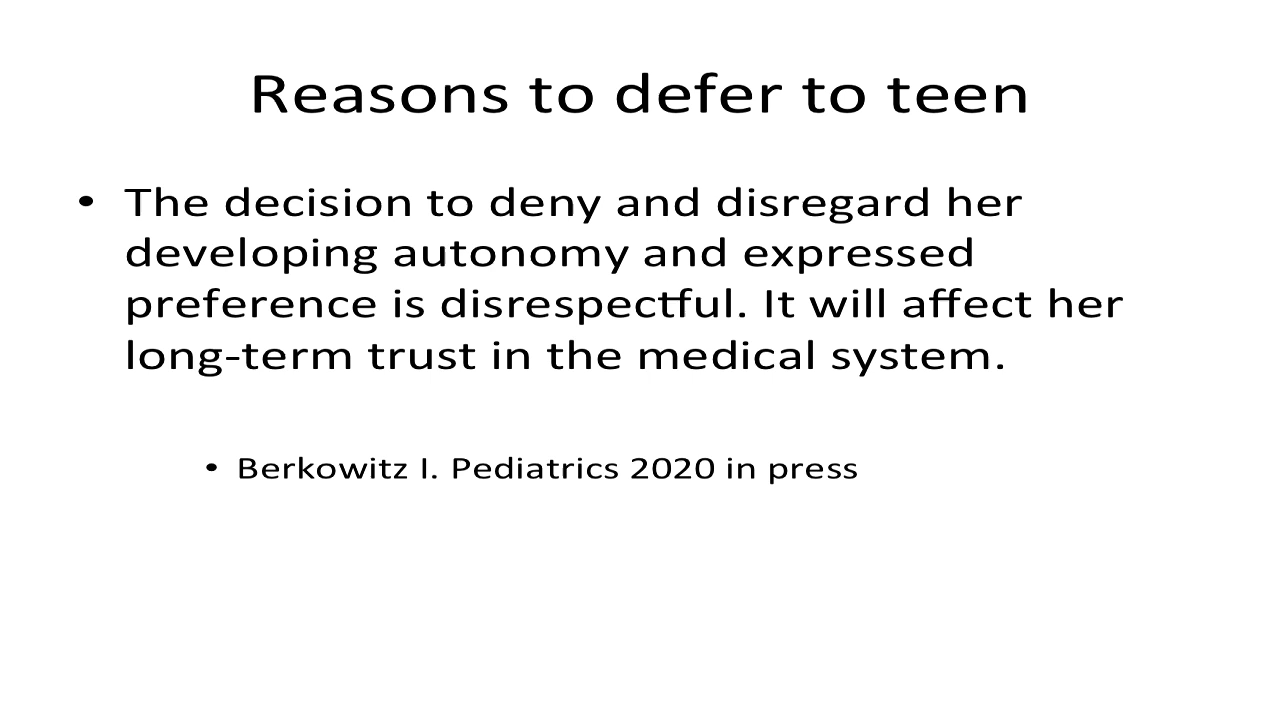 Reasons to defer to teen
• The decision to deny and disregard her
developing autonomy and expressed
preference is disrespectful. It will affect her
long-term trust in the medical system.
• Berkowitz I. Pediatrics 2020 in press